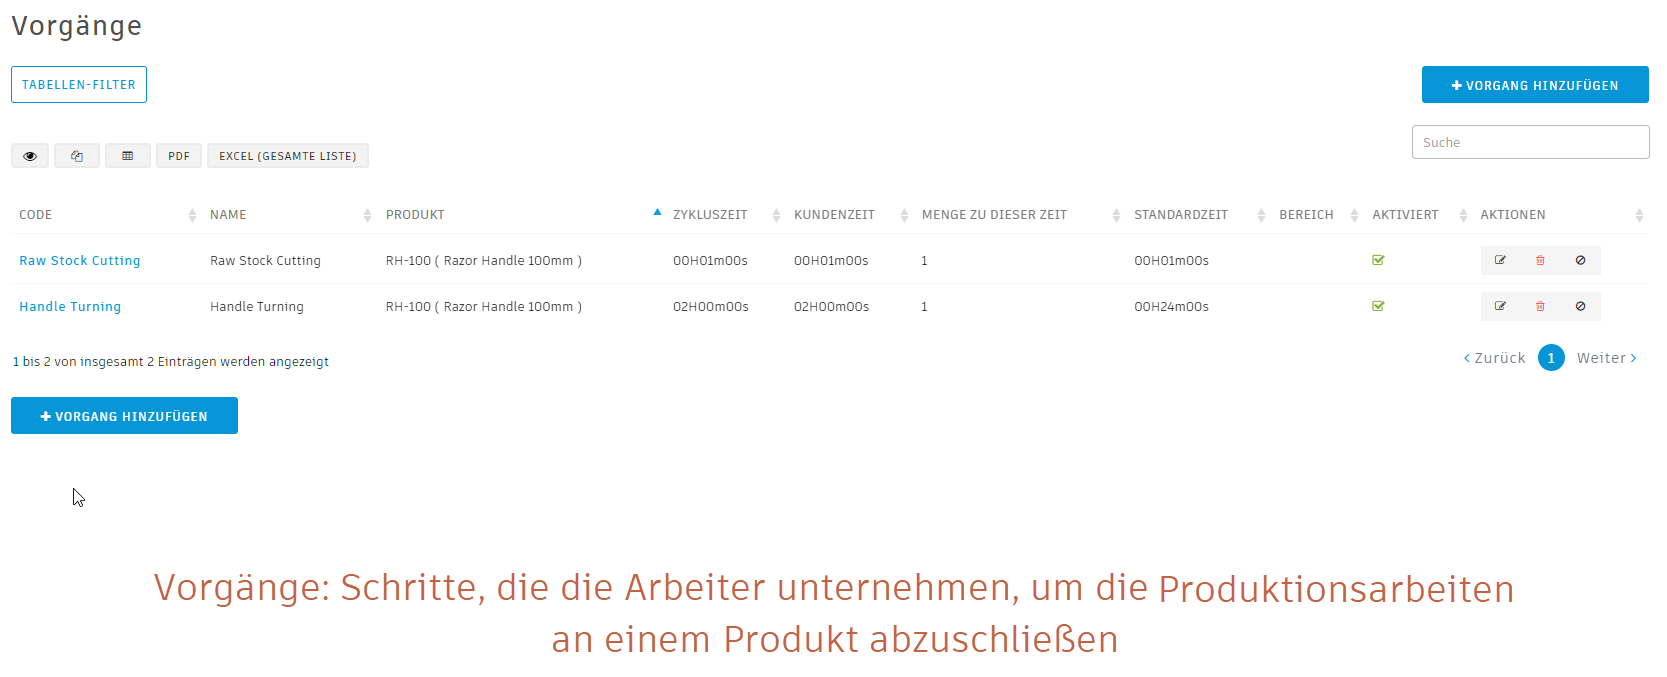 Vorgänge
TABELLEN-FILTER
VORGANG HINZUFÜGEN
Suche
PDF
EXCEL (GESAMTE LISTE)
CODE NAME PRODUKT ZYKLUSZEIT KUNDENZEIT MENGE ZU DIESER ZEIT STANDARDZEIT BEREICH AKTIVIERT AKTIONEN
Raw Stock Cutting Raw Stock Cutting RH-100 ( Razor Handle 100mm ) 00H01m00s 00H01m00s 1 00H01m00s
Handle Turning Handle Turning RH-100 ( Razor Handle 100mm ) 02H00m00s 02H00m00s 1 00H24m00s
1 bis 2 von insgesamt 2 Einträgen werden angezeigt
Zurück 1 Weiter
VORGANG HINZUFÜGEN
Vorgänge: Schritte, die die Arbeiter unternehmen, um die Produktionsarbeiten
an einem Produkt abzuschließen